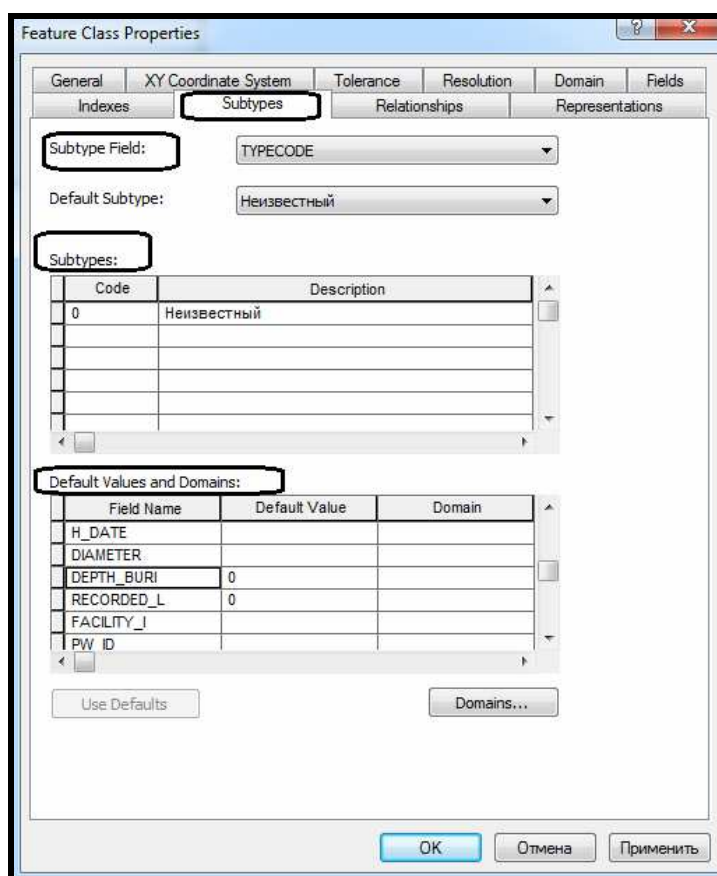 Feature Class Properties
General XY Coordinate System Tolerance Resolution Domain Fields
Indexes Subtypes Relationships Representations
Subtype Field: TYPECODE
Default Subtype: Неизвестный
Subtypes:
Code Description
0 Неизвестный
Default Values and Domains:
Field Name Default Value Domain
H_DATE
DIAMETER
DEPTH_BURI 0
RECORDED_L 0
FACILITY_I
PW_ID
Use Defaults Domains...
OK Отмена Применить